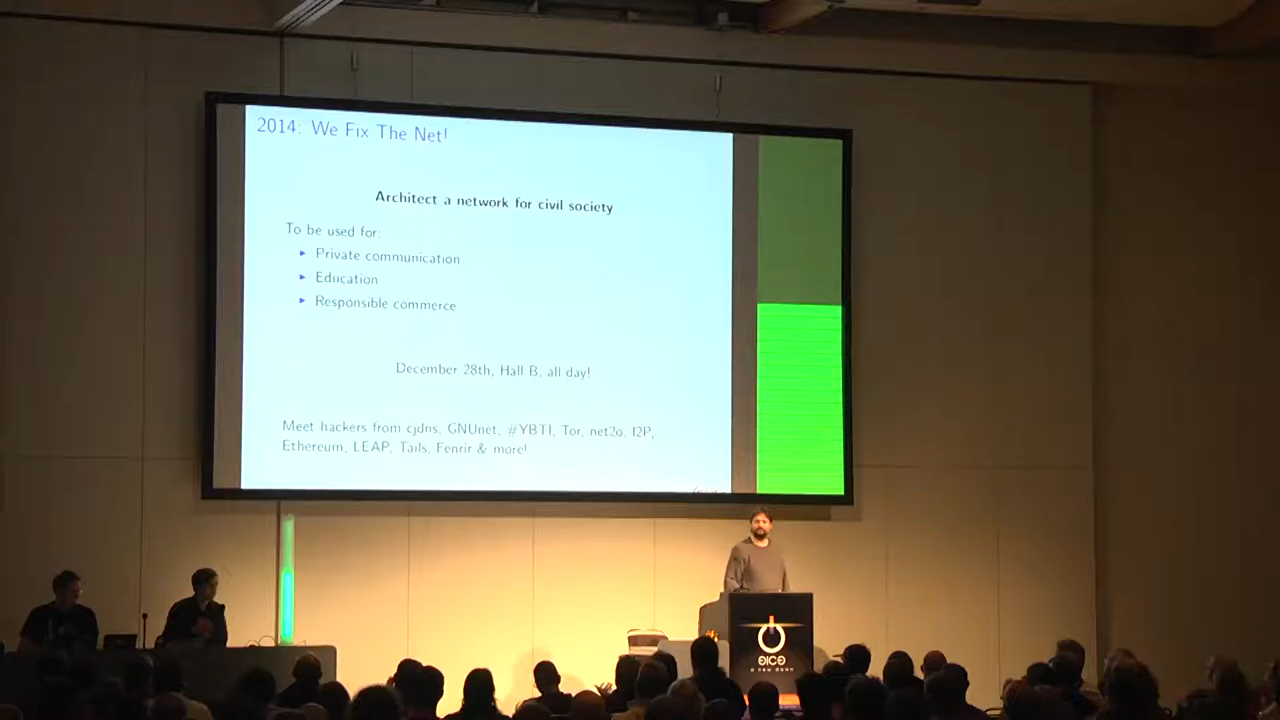 2014: We Fix The Net!
Architect a network for civil society
To be used for:
Private communication
Education
Responsible commerce
December 28th, Hall B, all day!
Meet hackers from cjdns, GNUnet, #YBTI, Tor, net2o, I2P,
Ethereum, LEAP, Tails, Fenrir & more!
a new dawn